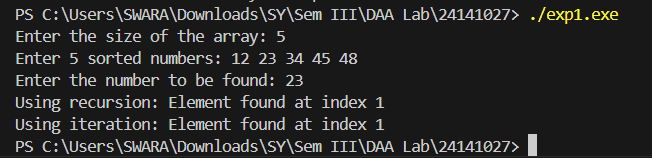 PS C:\Users\SWARA\Downloads\SY\Sem III\DAA Lab\24141027> ./exp1.exe
Enter the size of the array: 5
Enter 5 sorted numbers: 12 23 34 45 48
Enter the number to be found: 23
Using recursion: Element found at index 1
Using iteration: Element found at index 1
PS C:\Users\SWARA\Downloads\SY\Sem III\DAA Lab\24141027>